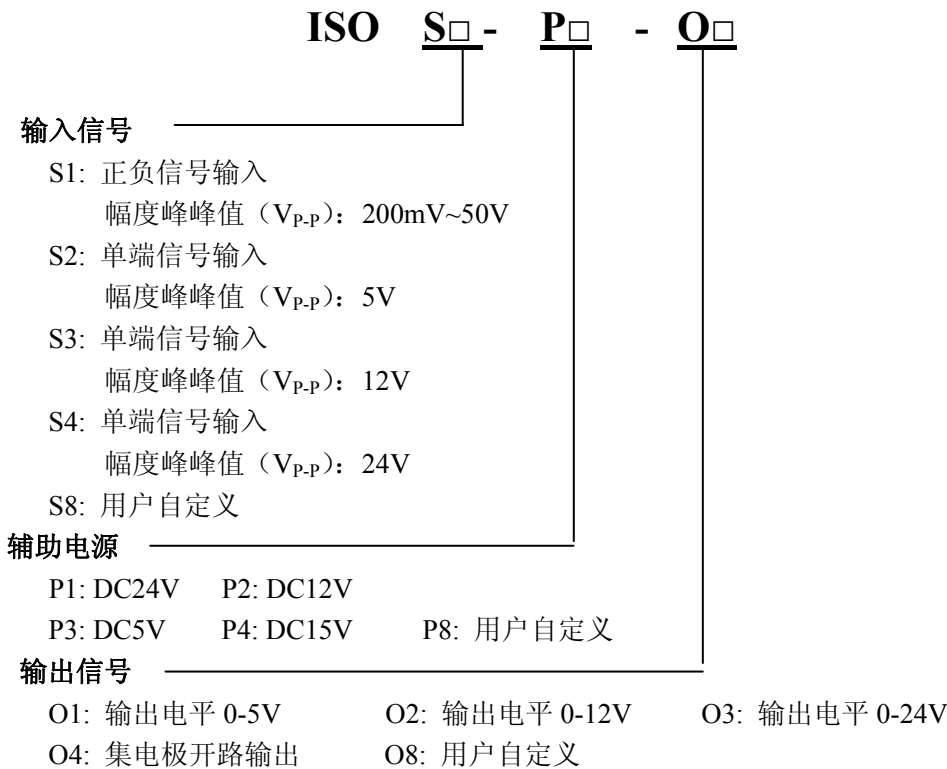 ISO S□ - P□ - O□
输入信号
S1: 正负信号输入
幅度峰峰值（VP-P）：200mV~50V
S2: 单端信号输入
幅度峰峰值（VP-P）：5V
S3: 单端信号输入
幅度峰峰值（VP-P）：12V
S4: 单端信号输入
幅度峰峰值（VP-P）：24V
S8: 用户自定义
辅助电源
P1: DC24V P2: DC12V
P3: DC5V P4: DC15V P8: 用户自定义
输出信号
O1: 输出电平 0-5V O2: 输出电平 0-12V O3: 输出电平 0-24V
O4: 集电极开路输出 O8: 用户自定义